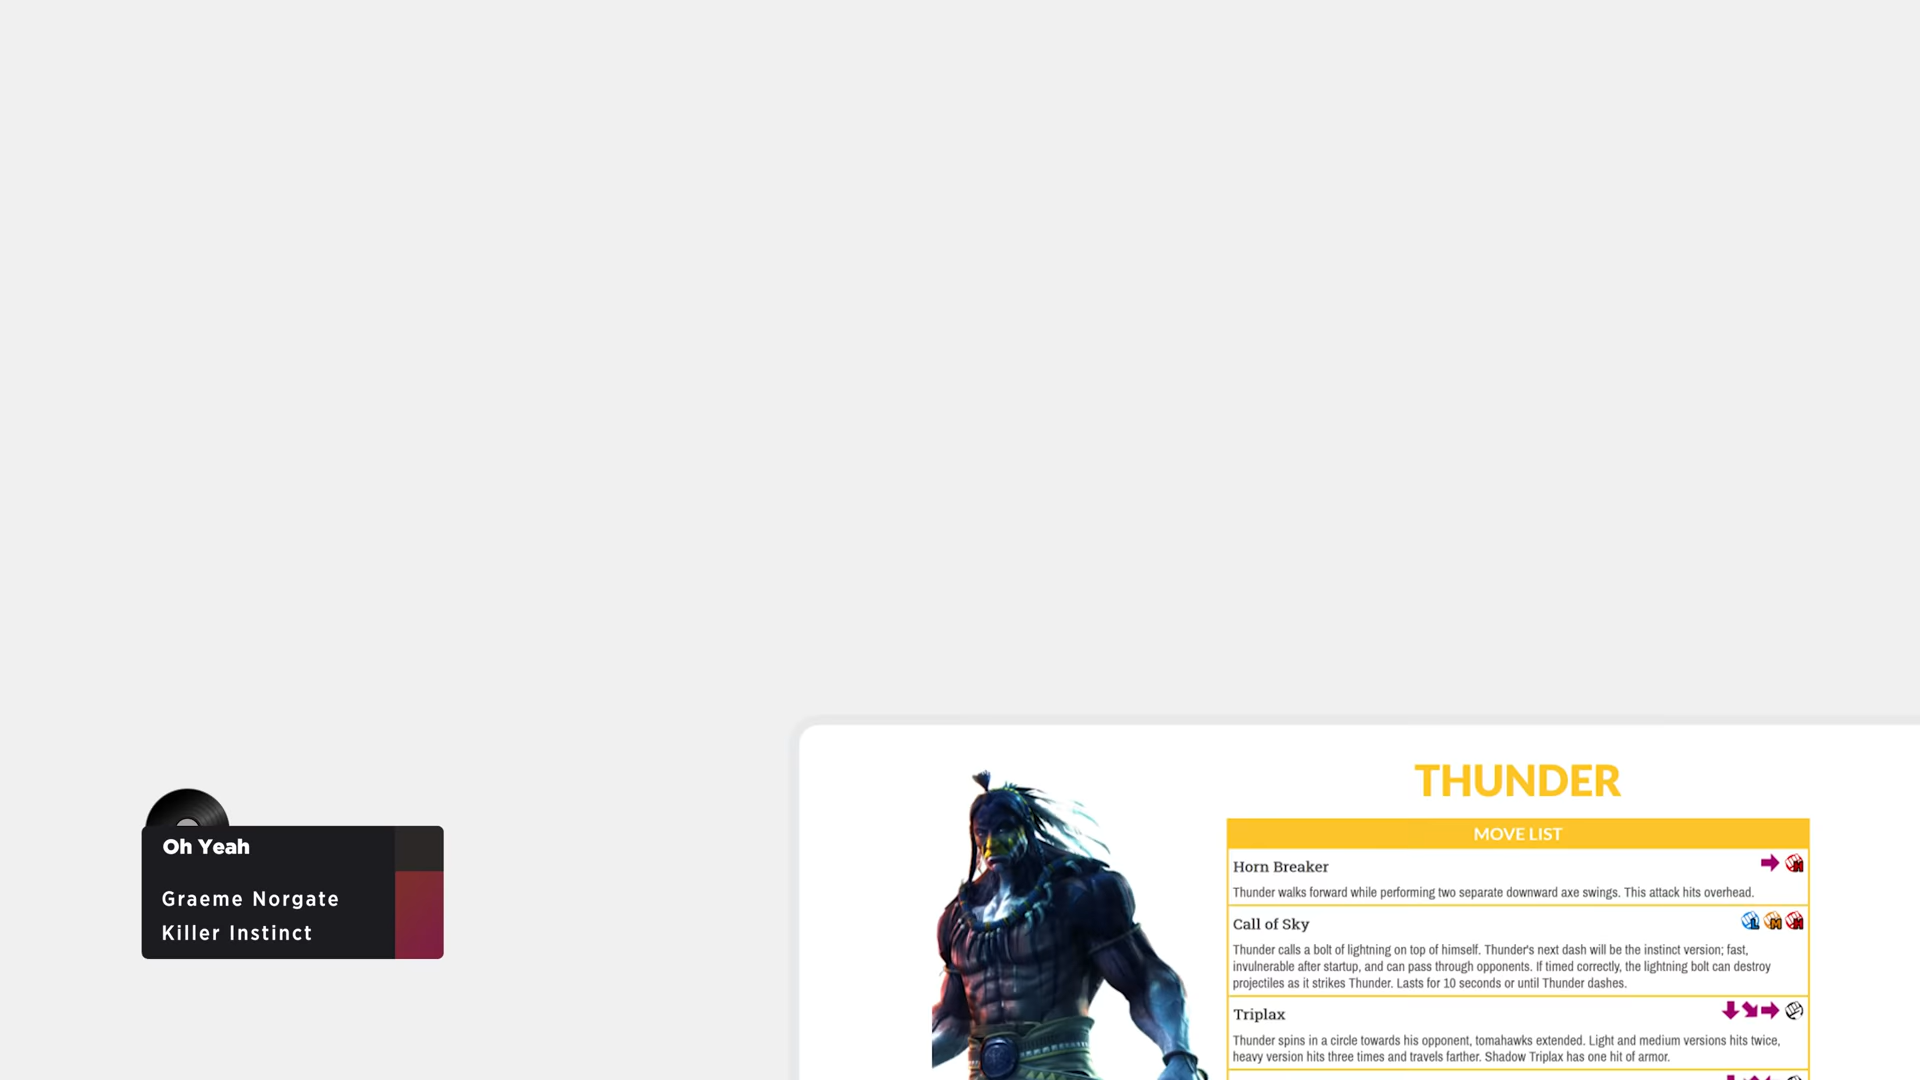 Oh Yeah
Graeme Norgate
Killer Instinct
THUNDER
MOVE LIST
Horn Breaker
Thunder walks forward while performing two separate downward axe swings. This attack hits overhead.
Call of Sky
L M H
Thunder calls a bolt of lightning on top of himself. Thunder's next dash will be the instinct version; fast,
invulnerable after startup, and can pass through opponents. If timed correctly, the lightning bolt can destroy
projectiles as it strikes Thunder. Lasts for 10 seconds or until Thunder dashes.
Triplax
Thunder spins in a circle towards his opponent, tomahawks extended. Light and medium versions hits twice,
heavy version hits three times and travels farther. Shadow Triplax has one hit of armor.